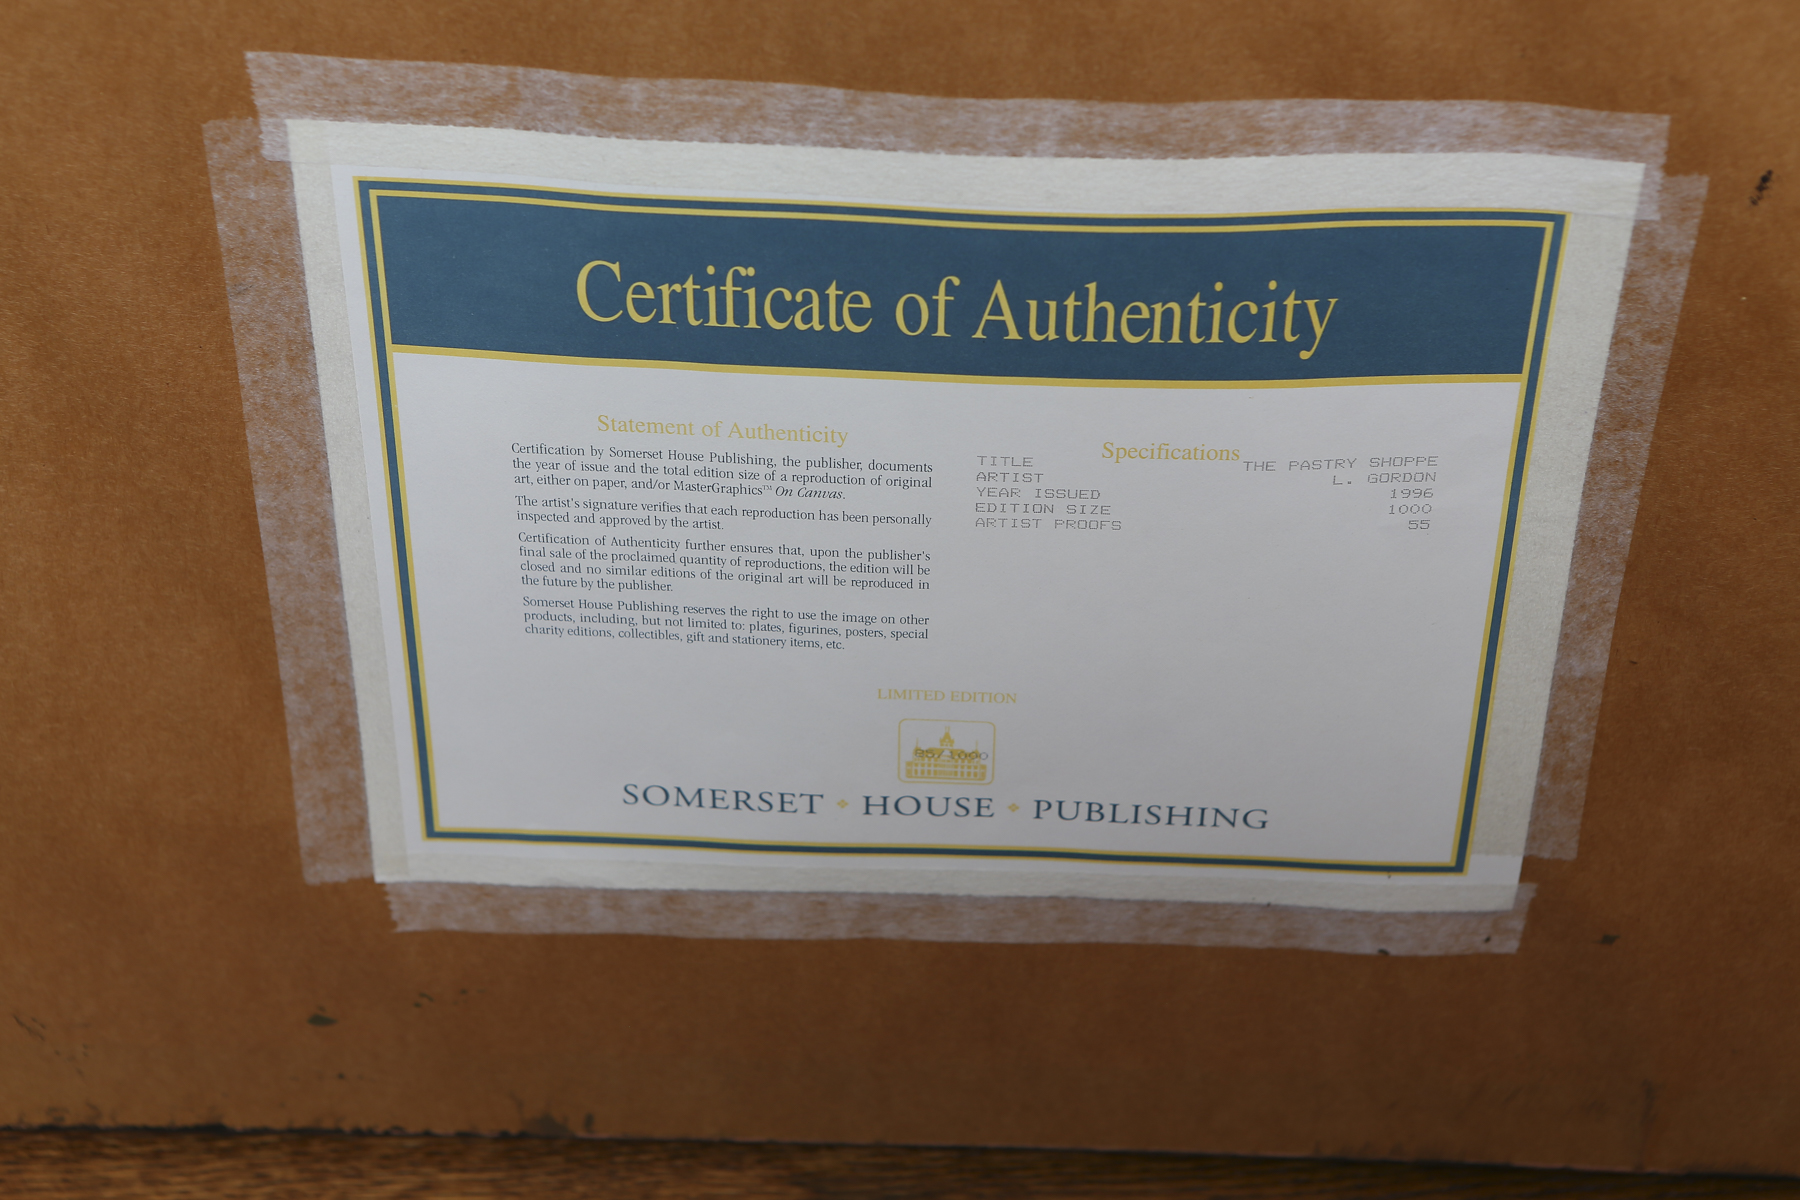 Certificate of Authenticity
Statement of Authenticity
Certification by Somerset House Publishing, the publisher, documents
the year of issue and the total edition size of a reproduction of original
art, either on paper, and/or MasterGraphics™ On Canvas.
The artist's signature verifies that each reproduction has been personally
inspected and approved by the artist.
Certification of Authenticity further ensures that, upon the publisher's
final sale of the proclaimed quantity of reproductions, the edition will be
closed and no similar editions of the original art will be reproduced in
the future by the publisher.
Somerset House Publishing reserves the right to use the image on other
products, including, but not limited to: plates, figurines, posters, special
charity editions, collectibles, gift and stationery items, etc.
Specifications
TITLE THE PASTRY SHOPPE
ARTIST L. GORDON
YEAR ISSUED 1996
EDITION SIZE 1000
ARTIST PROOFS 55
LIMITED EDITION
SOMERSET HOUSE PUBLISHING